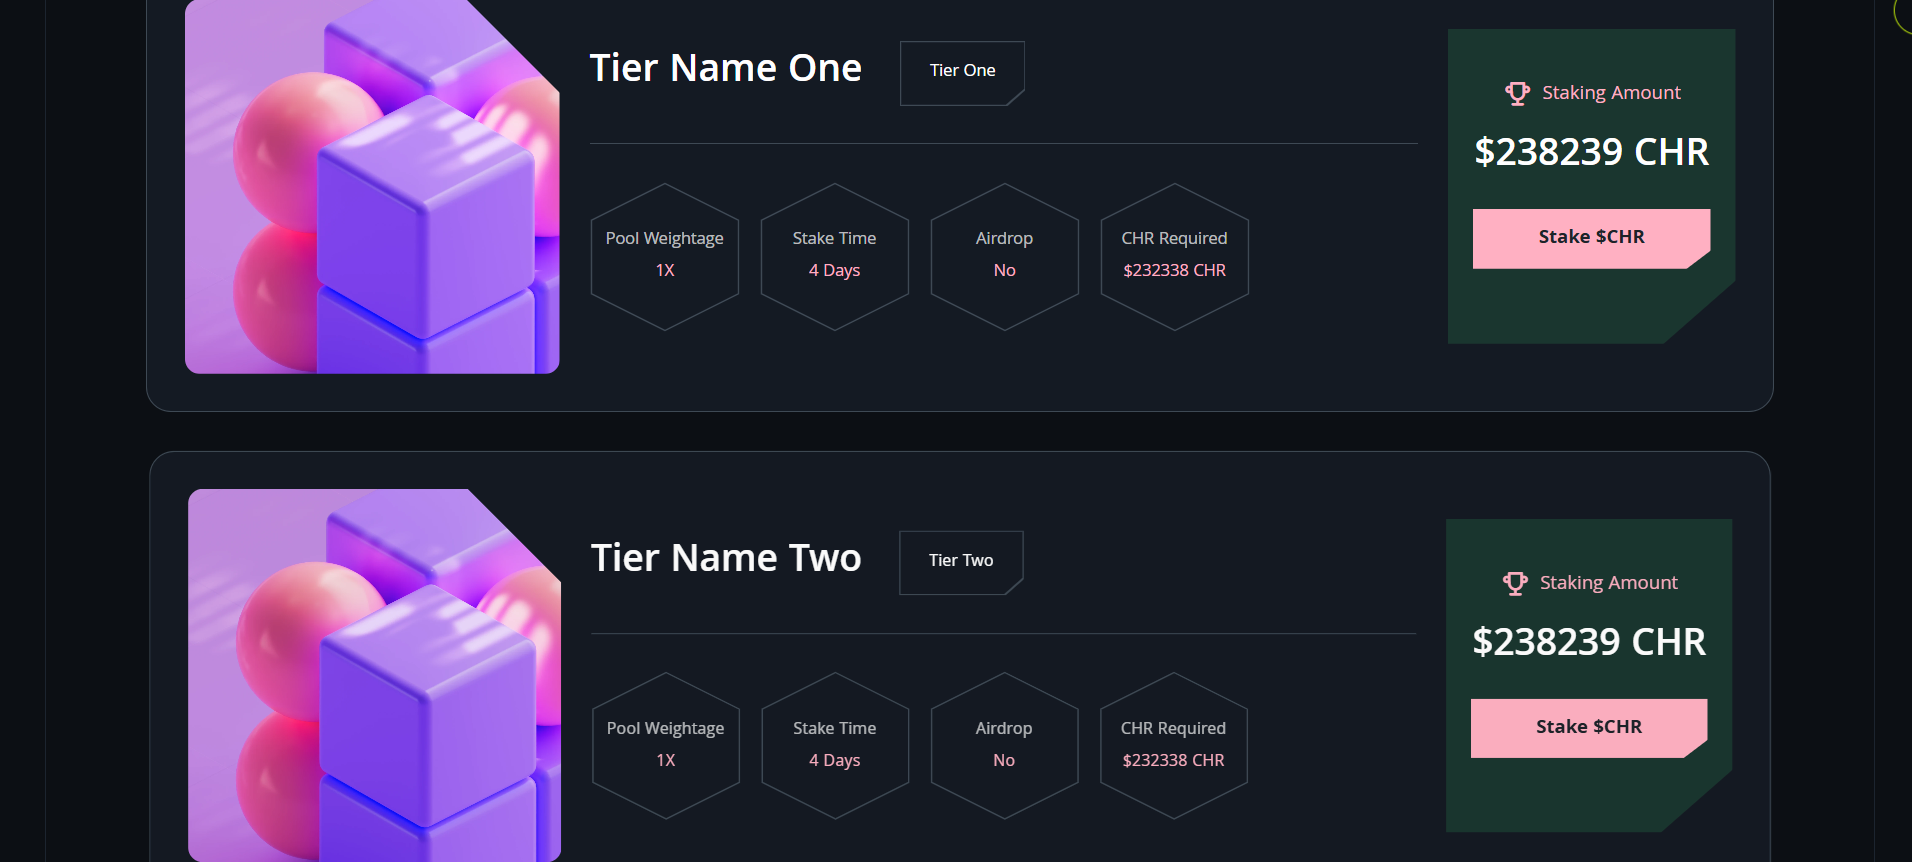 Tier Name One
Tier One
Staking Amount
$238239 CHR
Stake $CHR
Pool Weightage
1X
Stake Time
4 Days
Airdrop
No
CHR Required
$232338 CHR
Tier Name Two
Tier Two
Staking Amount
$238239 CHR
Stake $CHR
Pool Weightage
1X
Stake Time
4 Days
Airdrop
No
CHR Required
$232338 CHR